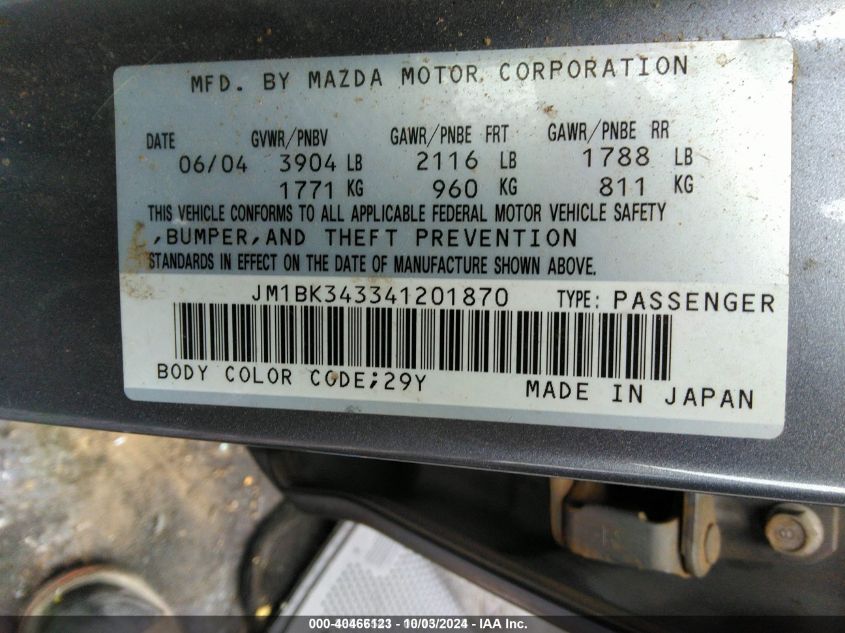 MFD. BY MAZDA MOTOR CORPORATION
DATE GVWR/PNBV GAWR/PNBE FRT GAWR/PNBE RR
06/04 3904 LB 2116 LB 1788 LB
1771 KG 960 KG 811 KG
THIS VEHICLE CONFORMS TO ALL APPLICABLE FEDERAL MOTOR VEHICLE SAFETY
,BUMPER,AND THEFT PREVENTION
STANDARDS IN EFFECT ON THE DATE OF MANUFACTURE SHOWN ABOVE.
JM1BK343341201870 TYPE: PASSENGER
BODY COLOR CODE;29Y MADE IN JAPAN
000-40466123 - 10/03/2024 - IAA Inc.